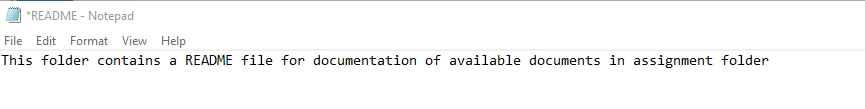 *README - Notepad
File Edit Format View Help
This folder contains a README file for documentation of available documents in assignment folder